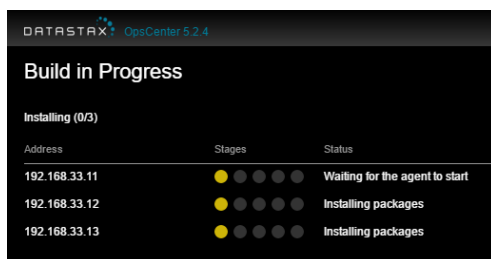 DATASTAX OpsCenter 5.2.4
Build in Progress
Installing (0/3)
Address Stages Status
192.168.33.11 Waiting for the agent to start
192.168.33.12 Installing packages
192.168.33.13 Installing packages